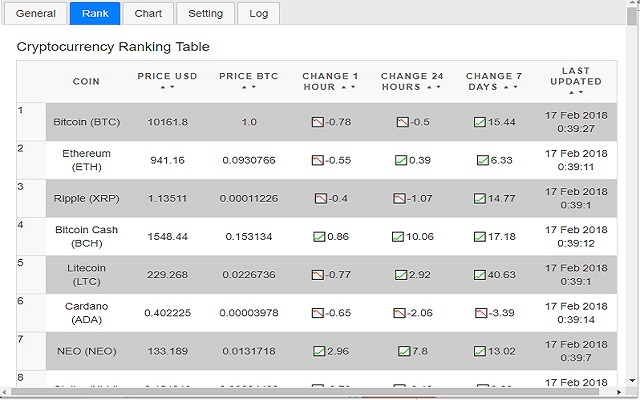 General Rank Chart Setting Log
Cryptocurrency Ranking Table
COIN PRICE USD PRICE BTC CHANGE 1 HOUR CHANGE 24 HOURS CHANGE 7 DAYS LAST UPDATED
1 Bitcoin (BTC) 10161.8 1.0 -0.78 -0.5 15.44 17 Feb 2018 0:39:27
2 Ethereum (ETH) 941.16 0.0930766 -0.55 0.39 6.33 17 Feb 2018 0:39:11
3 Ripple (XRP) 1.13511 0.00011226 -0.4 -1.07 14.77 17 Feb 2018 0:39:1
4 Bitcoin Cash (BCH) 1548.44 0.153134 0.86 10.06 17.18 17 Feb 2018 0:39:12
5 Litecoin (LTC) 229.268 0.0226736 -0.77 2.92 40.63 17 Feb 2018 0:39:1
6 Cardano (ADA) 0.402225 0.00003978 -0.65 -2.06 -3.39 17 Feb 2018 0:39:14
7 NEO (NEO) 133.189 0.0131718 2.96 7.8 13.02 17 Feb 2018 0:39:7
8 17 Feb 2018